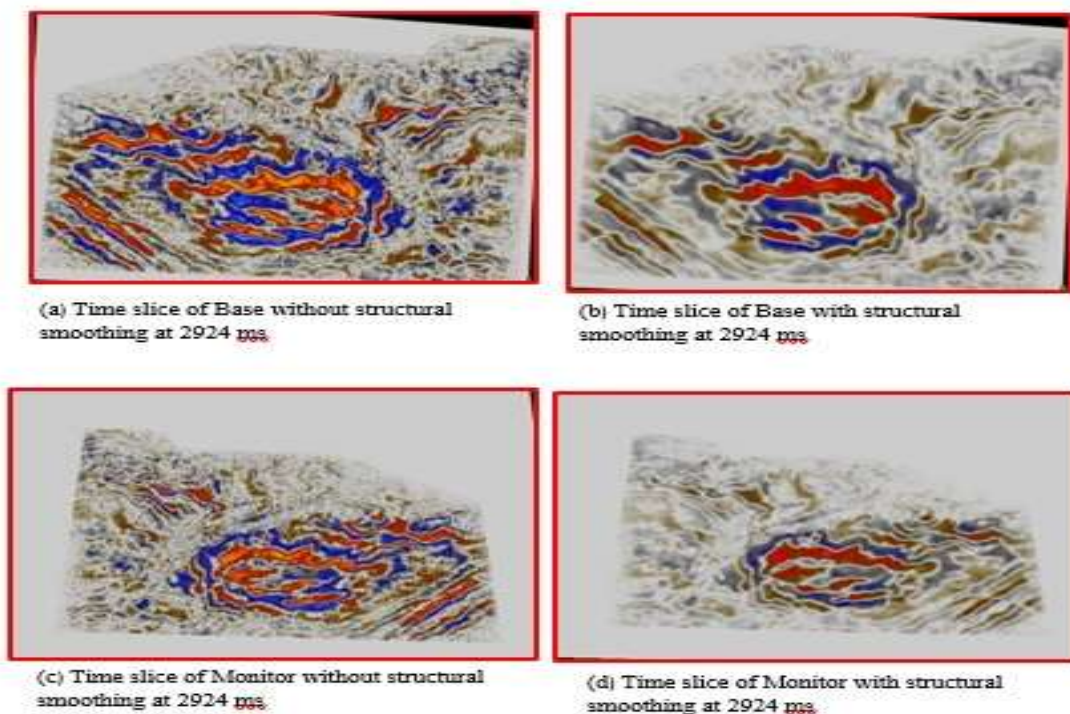 (a) Time slice of Base without structural
smoothing at 2924 ms
(b) Time slice of Base with structural
smoothing at 2924 ms
(c) Time slice of Monitor without structural
smoothing at 2924 ms
(d) Time slice of Monitor with structural
smoothing at 2924 ms